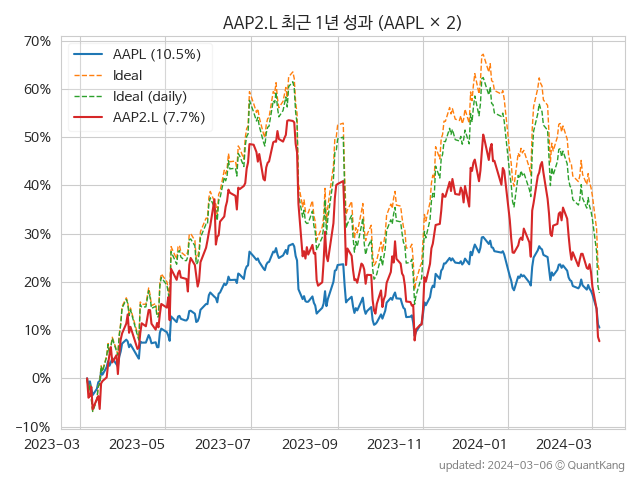 AAP2.L 최근 1년 성과 (AAPL × 2)
70%
60%
50%
40%
30%
20%
10%
0%
−10%
AAPL (10.5%)
Ideal
Ideal (daily)
AAP2.L (7.7%)
2023−03
2023−05
2023−07
2023−09
2023−11
2024−01
2024−03
updated: 2024-03-06 ⓒ QuantKang